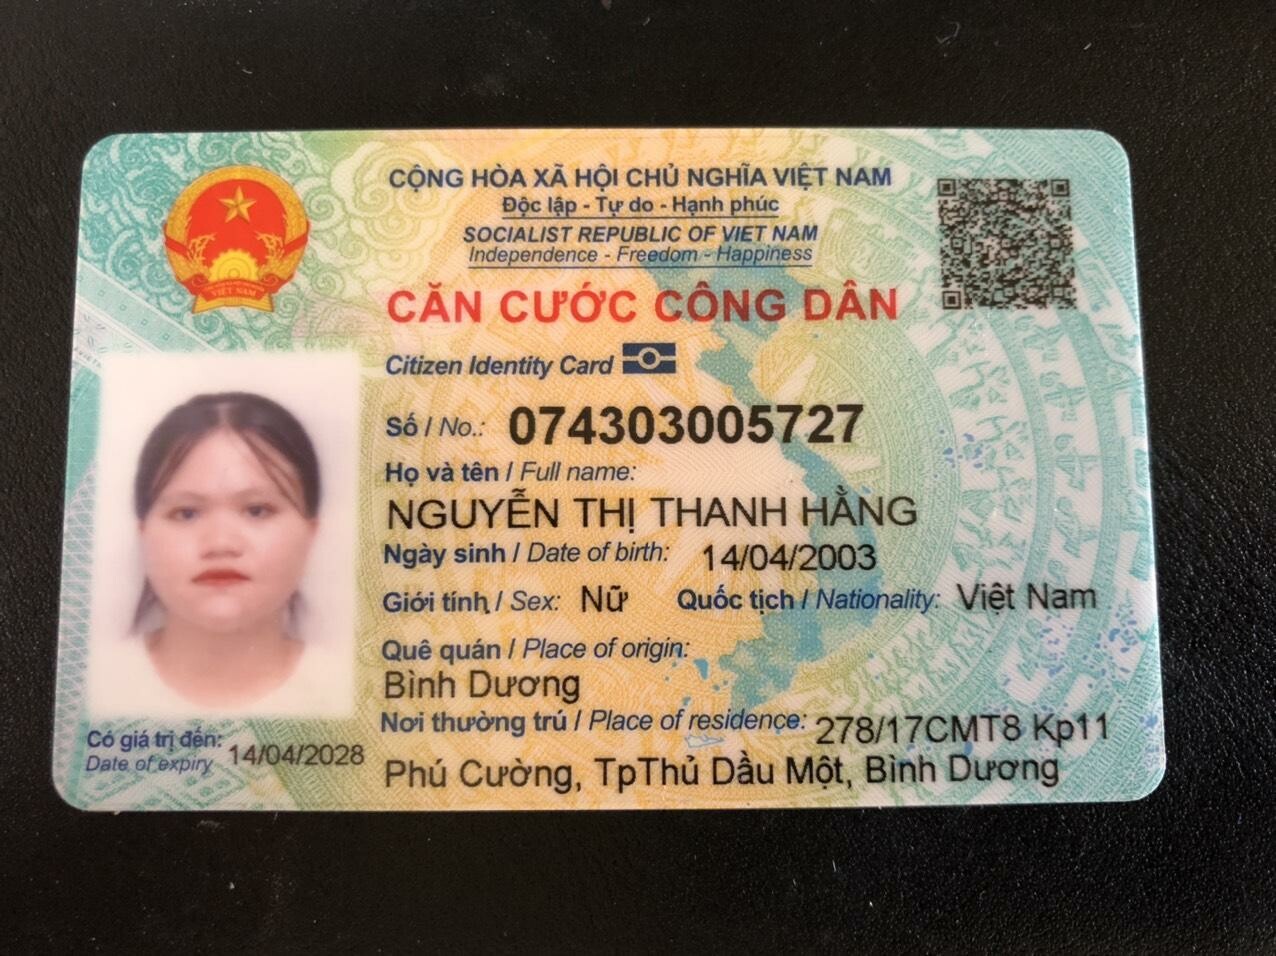 CỘNG HÒA XÃ HỘI CHỦ NGHĨA VIỆT NAM
Độc lập - Tự do - Hạnh phúc
SOCIALIST REPUBLIC OF VIET NAM
Independence - Freedom - Happiness
CĂN CƯỚC CÔNG DÂN
Citizen Identity Card
Số / No.: 074303005727
Họ và tên / Full name:
NGUYỄN THỊ THANH HẰNG
Ngày sinh / Date of birth: 14/04/2003
Giới tính / Sex: Nữ Quốc tịch / Nationality: Việt Nam
Quê quán / Place of origin:
Bình Dương
Nơi thường trú / Place of residence: 278/17CMT8 Kp11
Phú Cường, TpThủ Dầu Một, Bình Dương
Có giá trị đến: 14/04/2028
Date of expiry
VIỆT NAM